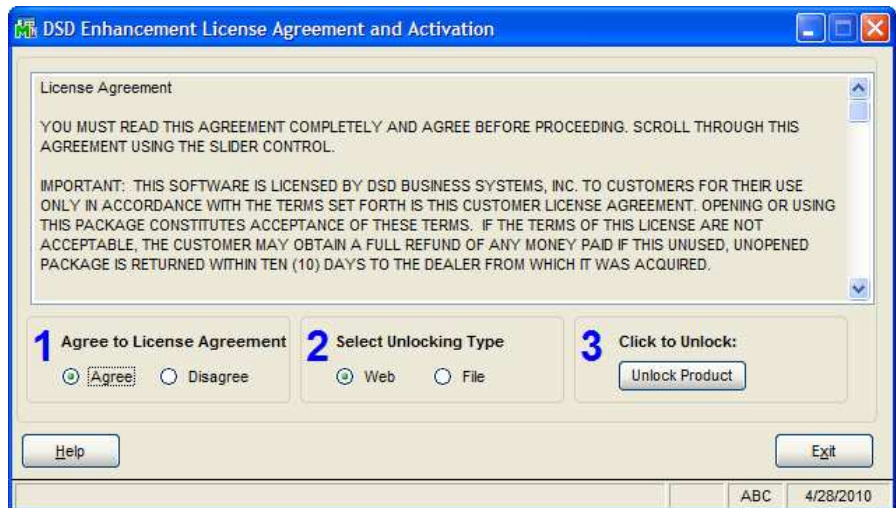 DSD Enhancement License Agreement and Activation
License Agreement
YOU MUST READ THIS AGREEMENT COMPLETELY AND AGREE BEFORE PROCEEDING. SCROLL THROUGH THIS
AGREEMENT USING THE SLIDER CONTROL.
IMPORTANT: THIS SOFTWARE IS LICENSED BY DSD BUSINESS SYSTEMS, INC. TO CUSTOMERS FOR THEIR USE
ONLY IN ACCORDANCE WITH THE TERMS SET FORTH IS THIS CUSTOMER LICENSE AGREEMENT. OPENING OR USING
THIS PACKAGE CONSTITUTES ACCEPTANCE OF THESE TERMS. IF THE TERMS OF THIS LICENSE ARE NOT
ACCEPTABLE, THE CUSTOMER MAY OBTAIN A FULL REFUND OF ANY MONEY PAID IF THIS UNUSED, UNOPENED
PACKAGE IS RETURNED WITHIN TEN (10) DAYS TO THE DEALER FROM WHICH IT WAS ACQUIRED.
1 Agree to License Agreement
Agree Disagree
2 Select Unlocking Type
Web File
3 Click to Unlock:
Unlock Product
Help
Exit
ABC 4/28/2010